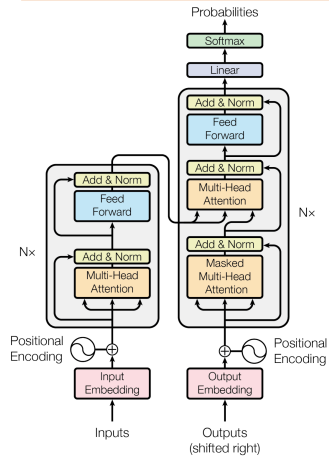 Probabilities
Softmax
Linear
Add & Norm
Feed
Forward
Add & Norm
Multi-Head
Attention
Add & Norm
Masked
Multi-Head
Attention
Nx
Add & Norm
Feed
Forward
Add & Norm
Multi-Head
Attention
Nx
Positional
Encoding
Positional
Encoding
Input
Embedding
Output
Embedding
Inputs
Outputs
(shifted right)